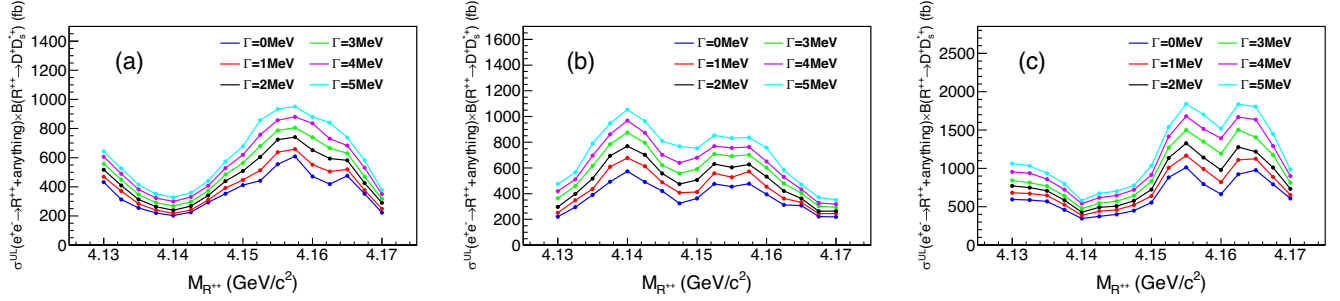 σ^UL(e⁺e⁻→R⁺⁺+anything)×B(R⁺⁺→D⁺D_s*⁺) (fb)
1400
1200
1000
800
600
400
200
0
(a)
Γ=0MeV Γ=3MeV
Γ=1MeV Γ=4MeV
Γ=2MeV Γ=5MeV
4.13 4.14 4.15 4.16 4.17
M_R⁺⁺ (GeV/c²)
σ^UL(e⁺e⁻→R⁺⁺+anything)×B(R⁺⁺→D⁺D_s*⁺) (fb)
1600
1400
1200
1000
800
600
400
200
0
(b)
Γ=0MeV Γ=3MeV
Γ=1MeV Γ=4MeV
Γ=2MeV Γ=5MeV
4.13 4.14 4.15 4.16 4.17
M_R⁺⁺ (GeV/c²)
σ^UL(e⁺e⁻→R⁺⁺+anything)×B(R⁺⁺→D⁺D_s*⁺) (fb)
2500
2000
1500
1000
500
0
(c)
Γ=0MeV Γ=3MeV
Γ=1MeV Γ=4MeV
Γ=2MeV Γ=5MeV
4.13 4.14 4.15 4.16 4.17
M_R⁺⁺ (GeV/c²)